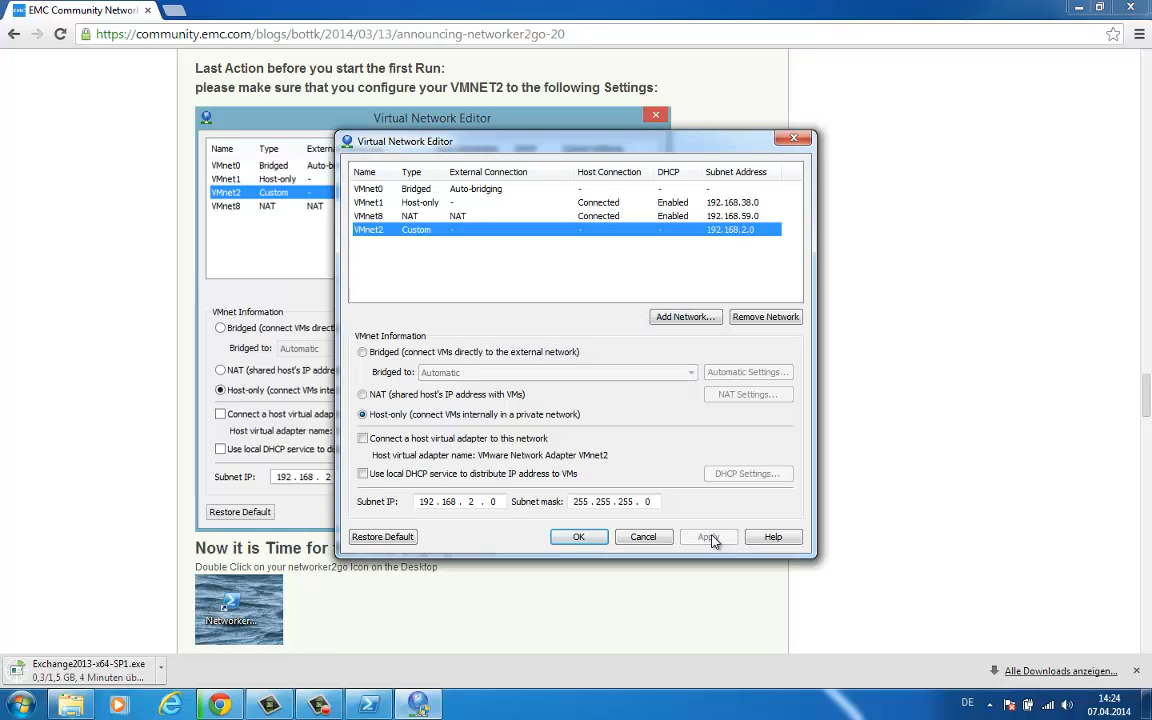 EMC Community Networ
https://community.emc.com/blogs/bottk/2014/03/13/announcing-networker2go-20
Last Action before you start the first Run:
please make sure that you configure your VMNET2 to the following Settings:
Virtual Network Editor
Name Type Extern
VMnet0 Bridged Auto-b
VMnet1 Host-only -
VMnet2 Custom -
VMnet8 NAT NAT
VMnet Information
Bridged (connect VMs directl
Bridged to: Automatic
NAT (shared host's IP addre
Host-only (connect VMs inte
Connect a host virtual adap
Host virtual adapter name:
Use local DHCP service to di
Subnet IP: 192 . 168 . 2
Restore Default
Virtual Network Editor
Name Type External Connection Host Connection DHCP Subnet Address
VMnet0 Bridged Auto-bridging - - -
VMnet1 Host-only - Connected Enabled 192.168.38.0
VMnet8 NAT NAT Connected Enabled 192.168.59.0
VMnet2 Custom - - - 192.168.2.0
Add Network... Remove Network
VMnet Information
Bridged (connect VMs directly to the external network)
Bridged to: Automatic Automatic Settings...
NAT (shared host's IP address with VMs) NAT Settings...
Host-only (connect VMs internally in a private network)
Connect a host virtual adapter to this network
Host virtual adapter name: VMware Network Adapter VMnet2
Use local DHCP service to distribute IP address to VMs DHCP Settings...
Subnet IP: 192 . 168 . 2 . 0 Subnet mask: 255 . 255 . 255 . 0
Restore Default OK Cancel Apply Help
Now it is Time for
Double Click on your networker2go Icon on the Desktop
Networker...
Exchange2013-x64-SP1.exe
0,3/1,5 GB, 4 Minuten üb...
Alle Downloads anzeigen...
DE
14:24
07.04.2014